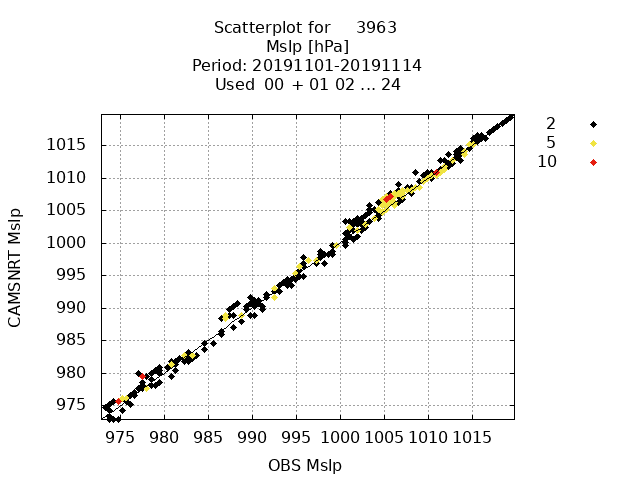 Scatterplot for 3963
Mslp [hPa]
Period: 20191101-20191114
Used 00 + 01 02 ... 24
2
5
10
CAMSNRT Mslp
1015
1010
1005
1000
995
990
985
980
975
975 980 985 990 995 1000 1005 1010 1015
OBS Mslp